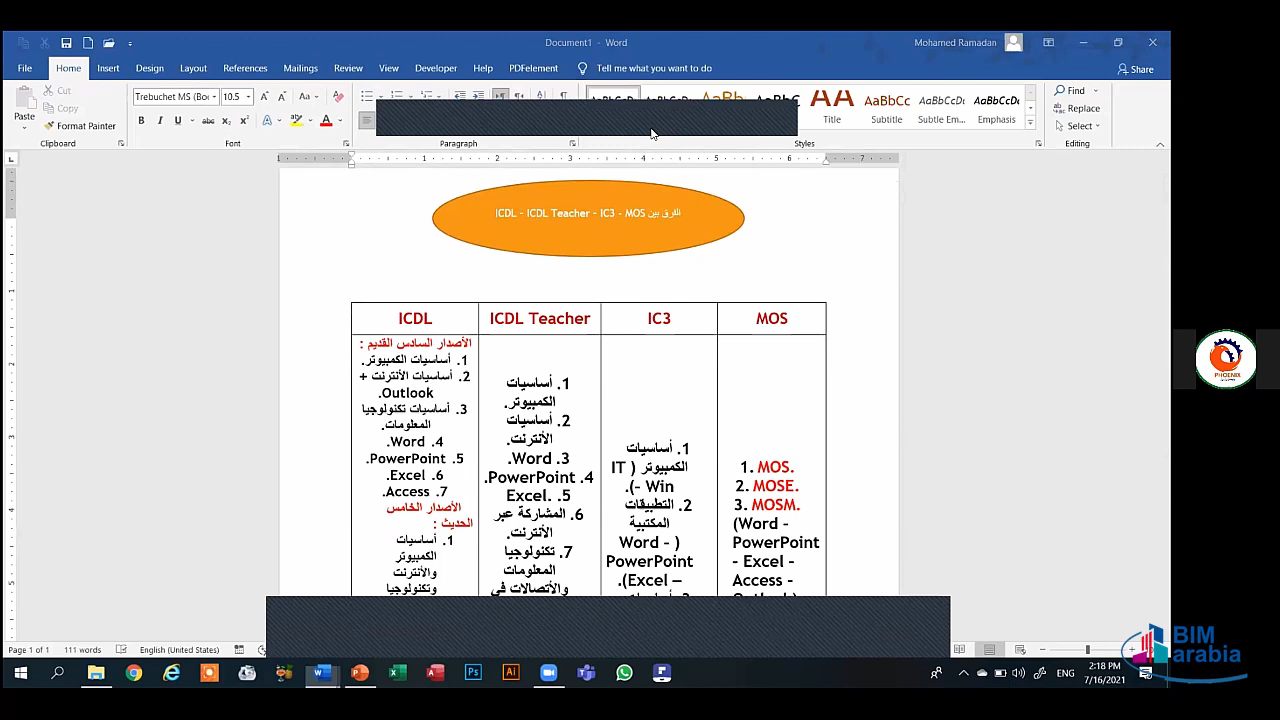 Document1 - Word
Mohamed Ramadan
File Home Insert Design Layout References Mailings Review View Developer Help PDFelement Tell me what you want to do
Share
Paste
Cut
Copy
Format Painter
Clipboard
Trebuchet MS (Boc 10.5
Font
Paragraph
Title
Subtitle
Subtle Em...
Emphasis
Styles
Find
Replace
Select
Editing
الفرق بين ICDL - ICDL Teacher - IC3 - MOS
ICDL
ICDL Teacher
IC3
MOS
الأصدار السادس القديم :
1. أساسيات الكمبيوتر.
2. أساسيات الأنترنت +
Outlook.
3. أساسيات تكنولوجيا
المعلومات.
4. Word.
5. PowerPoint.
6. Excel.
7. Access.
الأصدار الخامس
الحديث :
1. أساسيات
الكمبيوتر
والأنترنت
وتكنولوجيا
1. أساسيات
الكمبيوتر.
2. أساسيات
الأنترنت.
3. Word.
4. PowerPoint.
5. Excel.
6. المشاركة عبر
الأنترنت.
7. تكنولوجيا
المعلومات
والأتصالات في
1. أساسيات
الكمبيوتر ( IT
- Win).
2. التطبيقات
المكتبية
( Word -
PowerPoint
– Excel).
1. MOS.
2. MOSE.
3. MOSM.
(Word -
PowerPoint
- Excel -
Access -
Page 1 of 1
111 words
English (United States)
ENG
2:18 PM
7/16/2021
PHOENIX
BIM
arabia